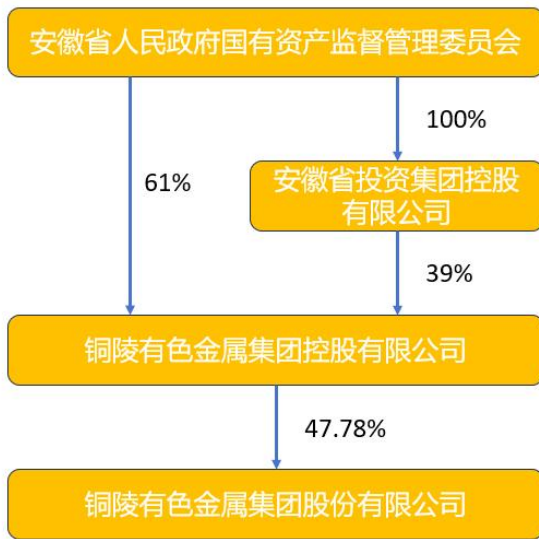 安徽省人民政府国有资产监督管理委员会
100%
61%
安徽省投资集团控股
有限公司
39%
铜陵有色金属集团控股有限公司
47.78%
铜陵有色金属集团股份有限公司